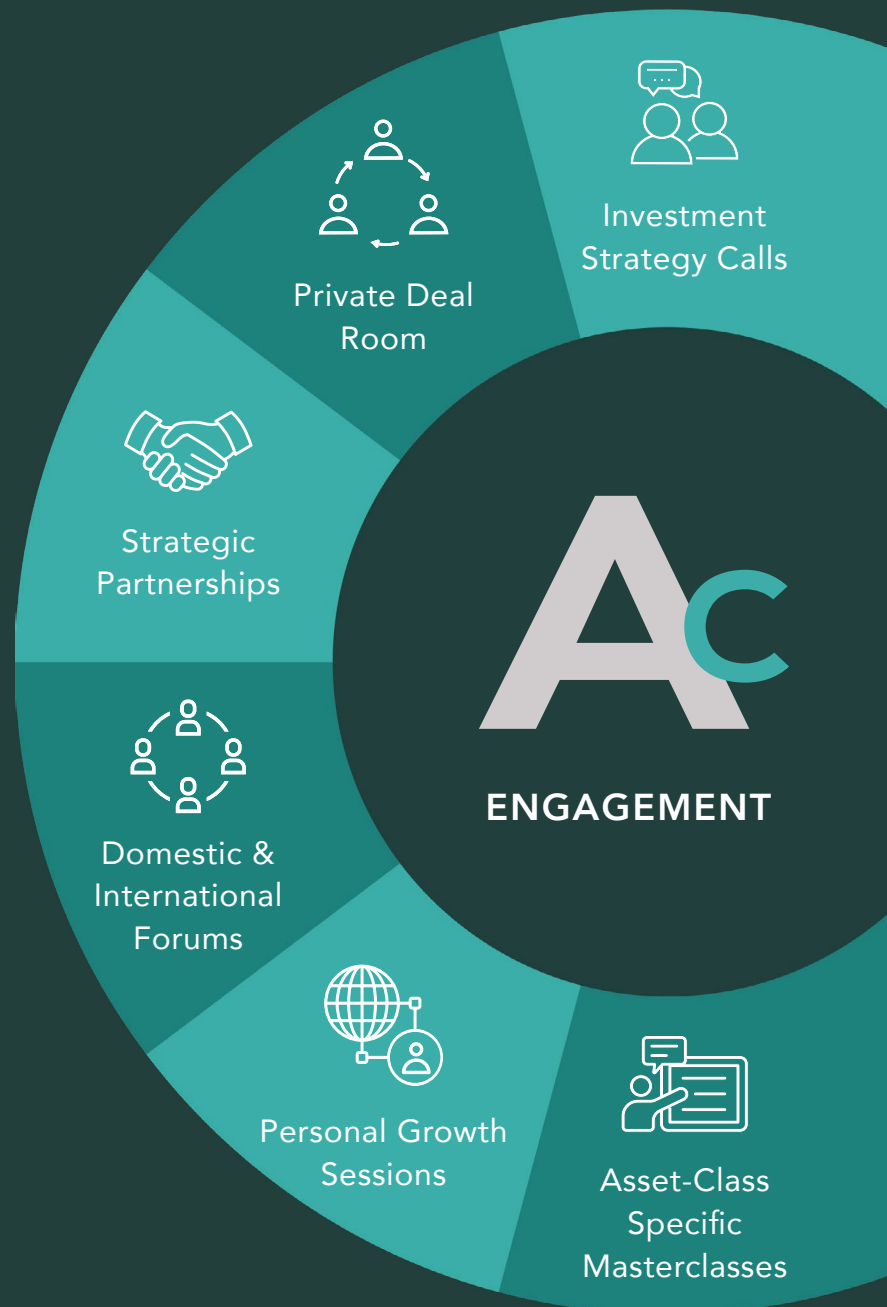 Investment
Strategy Calls
Private Deal
Room
Strategic
Partnerships
Domestic &
International
Forums
Personal Growth
Sessions
Asset-Class
Specific
Masterclasses
Ac
ENGAGEMENT